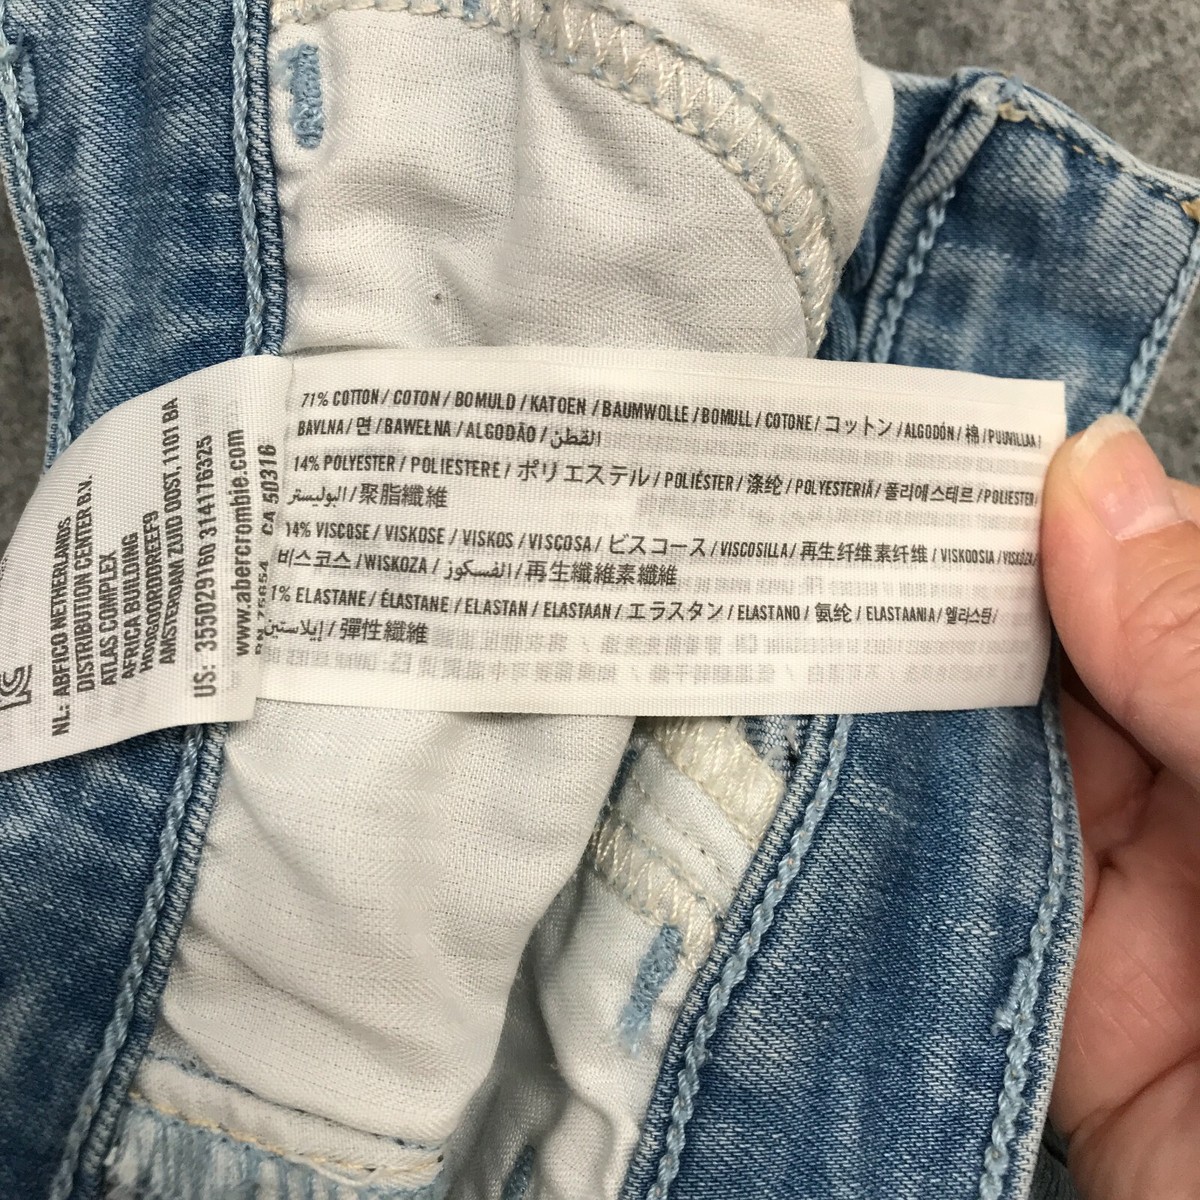 71% COTTON / COTON / BOMULD / KATOEN / BAUMWOLLE / BOMULL / COTONE / コットン / ALGODÓN / 棉 / PUUVILLAA /
BAVLNA / 면 / BAWEŁNA / ALGODÃO / القطن
14% POLYESTER / POLIESTERE / ポリエステル / POLIÉSTER / 涤纶 / POLYESTERIÄ / 폴리에스테르 / POLIESTER /
البوليستر / 聚脂纖維
14% VISCOSE / VISKOSE / VISKOS / VISCOSA / ビスコース / VISCOSILLA / 再生纤维素纤维 / VISKOOSIA / VISKÓZA /
비스코스 / WISKOZA / الفسكوز / 再生纖維素纖維
1% ELASTANE / ÉLASTANE / ELASTAN / ELASTAAN / エラスタン / ELASTANO / 氨纶 / ELASTAANIA / 엘라스탄 /
إيلاستين / 彈性纖維
NL: ABFICO NETHERLANDS
DISTRIBUTION CENTER B.V.
ATLAS COMPLEX
AFRICA BUILDING
HOOGOORDDREEF9
AMSTERDAM ZUID OOST, 1101 BA
US: 355029160 314176325
www.abercrombie.com
RN 75654 CA 50316